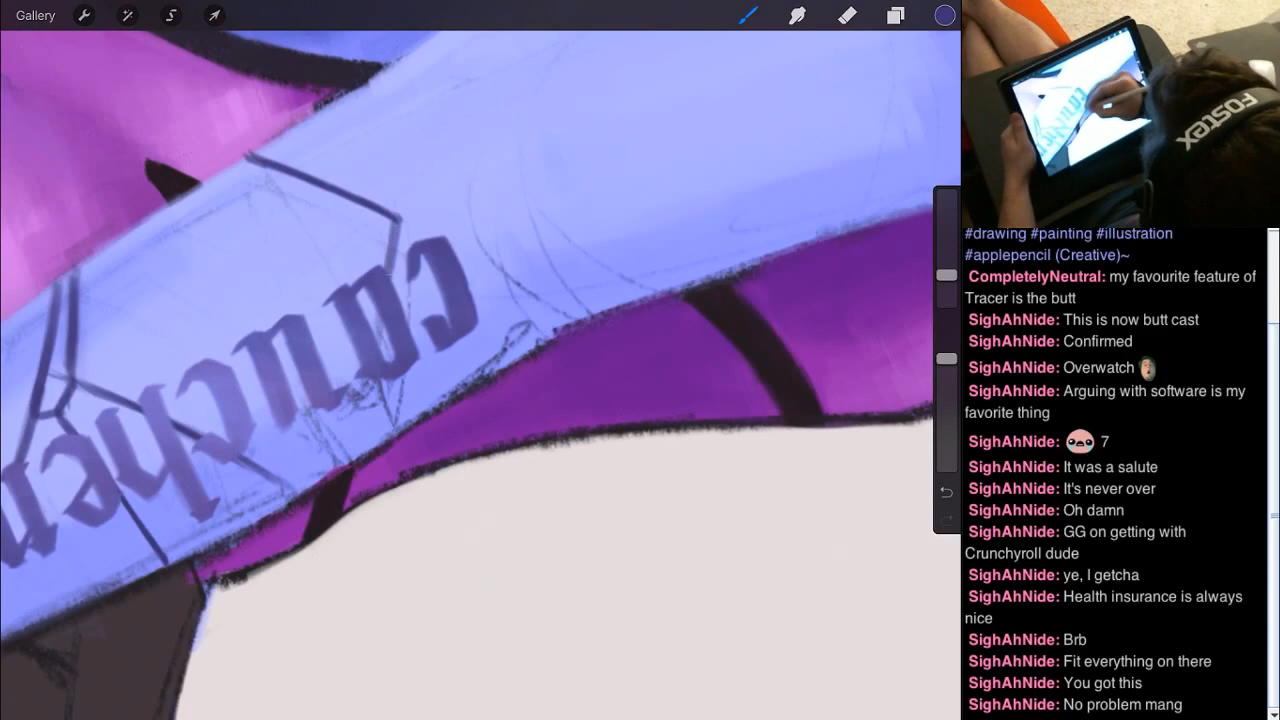 Gallery
FOSTEX
#drawing #painting #illustration
#applepencil (Creative)~
CompletelyNeutral: my favourite feature of
Tracer is the butt
SighAhNide: This is now butt cast
SighAhNide: Confirmed
SighAhNide: Overwatch
SighAhNide: Arguing with software is my
favorite thing
SighAhNide: 7
SighAhNide: It was a salute
SighAhNide: It's never over
SighAhNide: Oh damn
SighAhNide: GG on getting with
Crunchyroll dude
SighAhNide: ye, I getcha
SighAhNide: Health insurance is always
nice
SighAhNide: Brb
SighAhNide: Fit everything on there
SighAhNide: You got this
SighAhNide: No problem mang